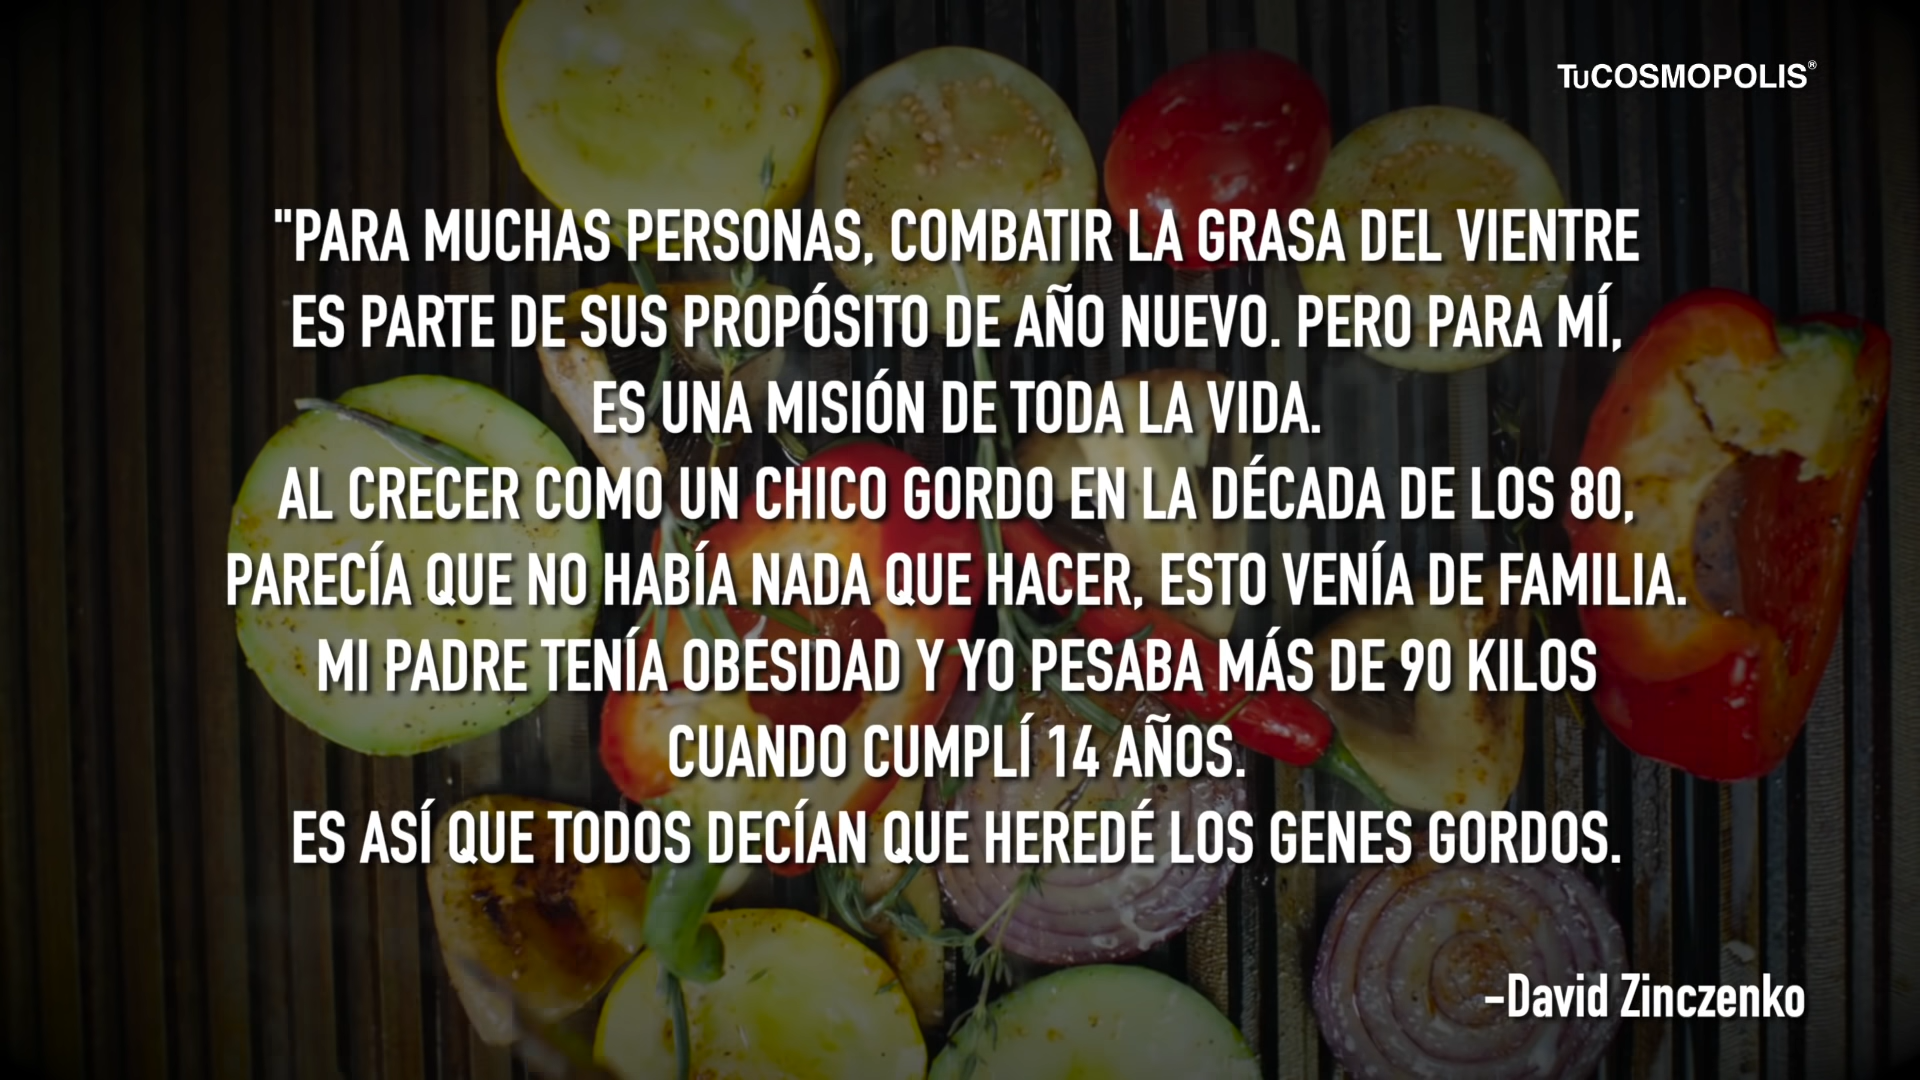 TuCOSMOPOLIS®
"PARA MUCHAS PERSONAS, COMBATIR LA GRASA DEL VIENTRE
ES PARTE DE SUS PROPÓSITO DE AÑO NUEVO. PERO PARA MÍ,
ES UNA MISIÓN DE TODA LA VIDA.
AL CRECER COMO UN CHICO GORDO EN LA DÉCADA DE LOS 80,
PARECÍA QUE NO HABÍA NADA QUE HACER, ESTO VENÍA DE FAMILIA.
MI PADRE TENÍA OBESIDAD Y YO PESABA MÁS DE 90 KILOS
CUANDO CUMPLÍ 14 AÑOS.
ES ASÍ QUE TODOS DECÍAN QUE HEREDÉ LOS GENES GORDOS.
-David Zinczenko